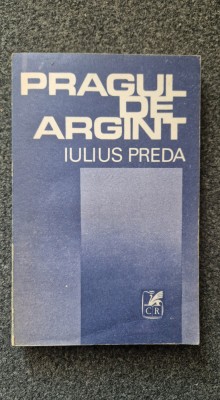 PRAGUL
DE
ARGINT
IULIUS PREDA
CR